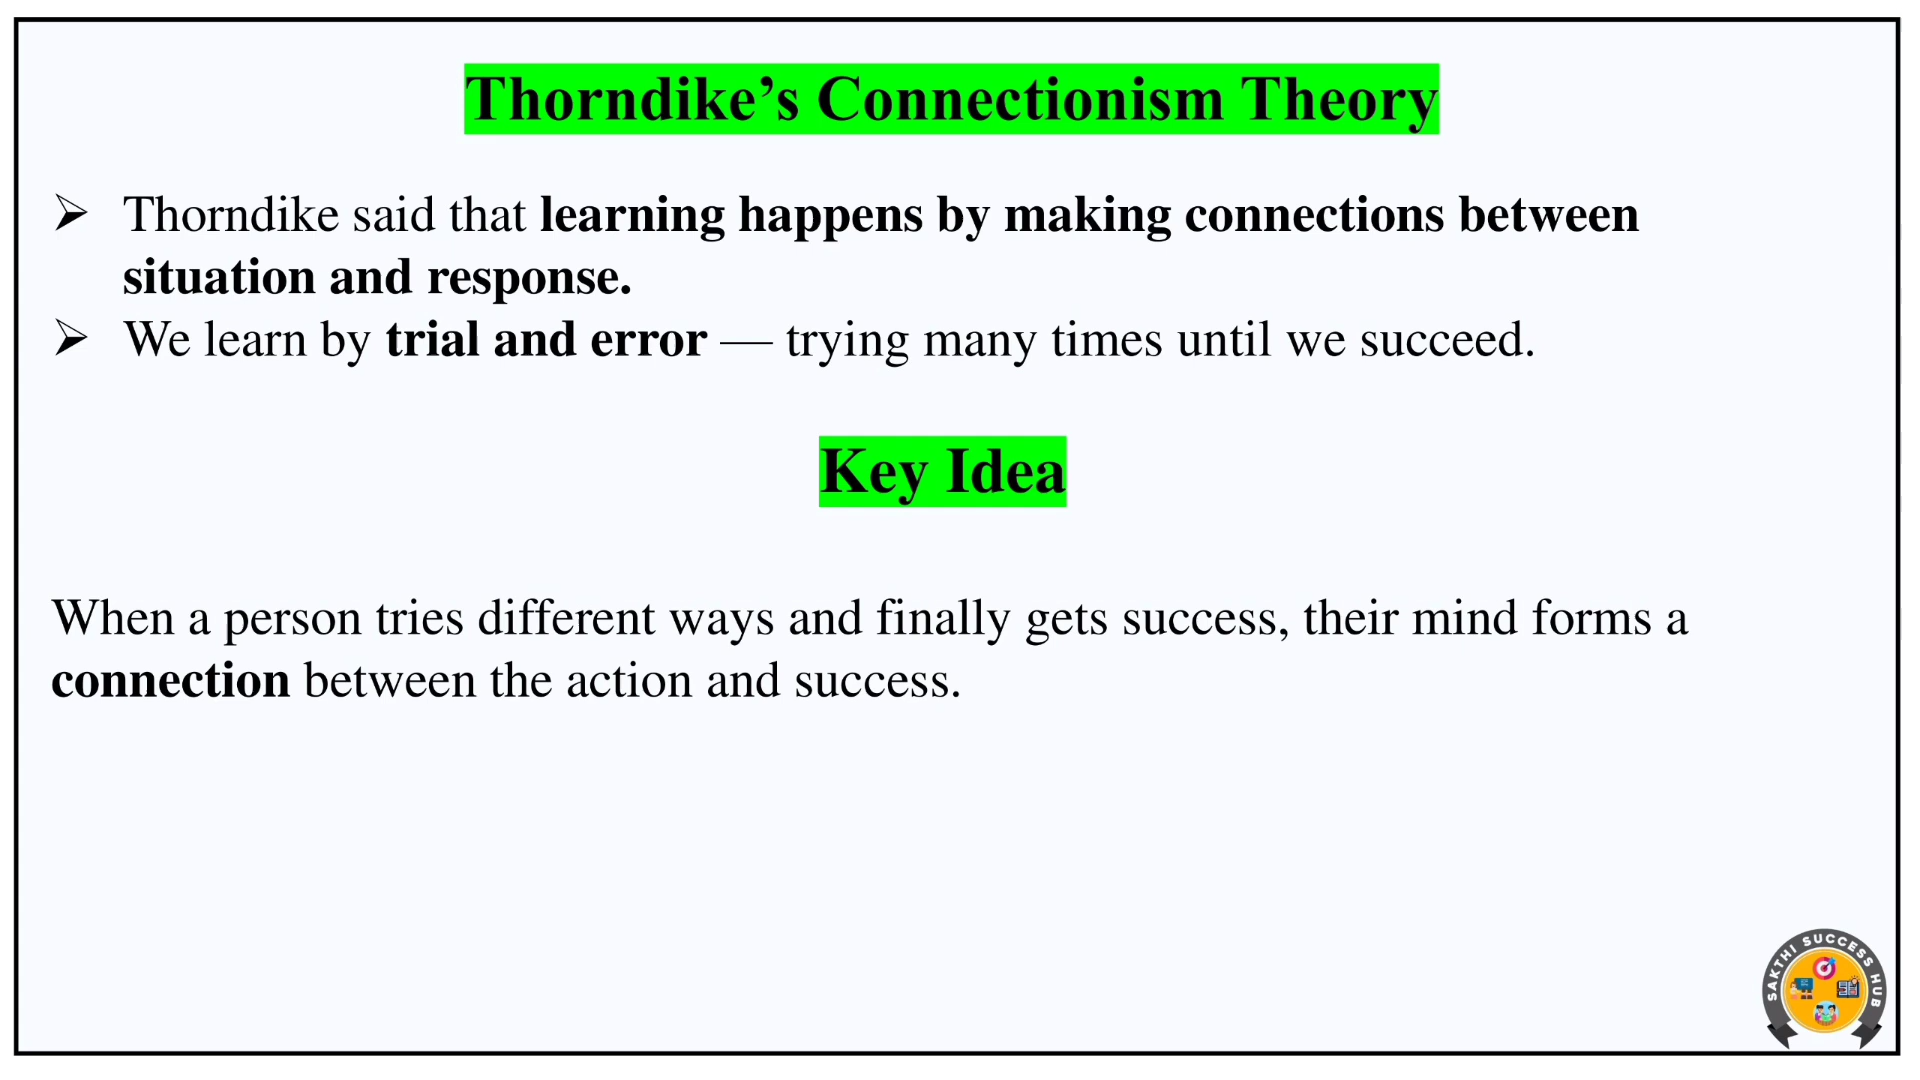 Thorndike’s Connectionism Theory
➢ Thorndike said that learning happens by making connections between
situation and response.
➢ We learn by trial and error — trying many times until we succeed.
Key Idea
When a person tries different ways and finally gets success, their mind forms a
connection between the action and success.
SAKTHI SUCCESS HUB